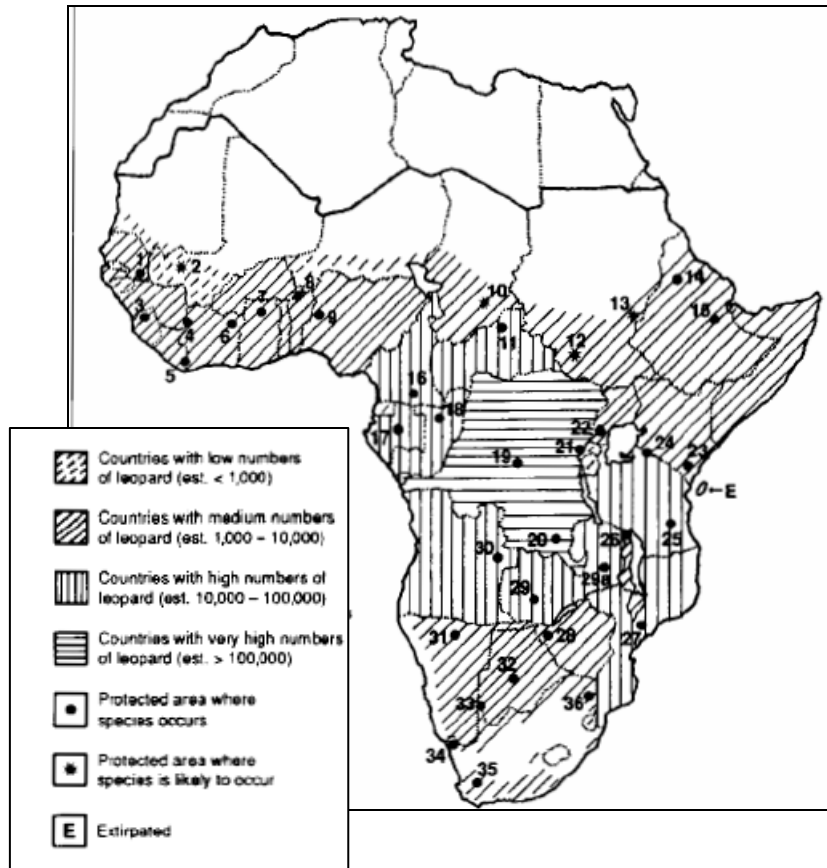 1
2
3
4
5
6
7
8
9
10
11
12
13
14
15
16
17
18
19
20
21
22
23
24
←E
25
26
27
28
29
29
8
30
31
32
33
34
35
36
Countries with low numbers
of leopard (est. < 1,000)
Countries with medium numbers
of leopard (est. 1,000 – 10,000)
Countries with high numbers of
leopard (est. 10,000 – 100,000)
Countries with very high numbers
of leopard (est. > 100,000)
Protected area where
species occurs
Protected area where
species is likely to occur
E Extirpated